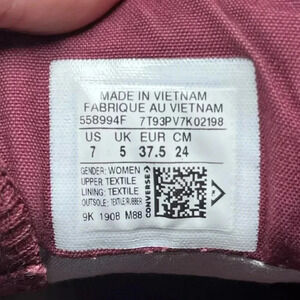 MADE IN VIETNAM
FABRIQUE AU VIETNAM
558994F 7T93PV7K02198
US UK EUR CM
7 5 37.5 24
GENDER: WOMEN
UPPER: TEXTILE
LINING: TEXTILE
OUTSOLE: TEXTILE, RUBBER
9K 1908 M88
CONVERSE